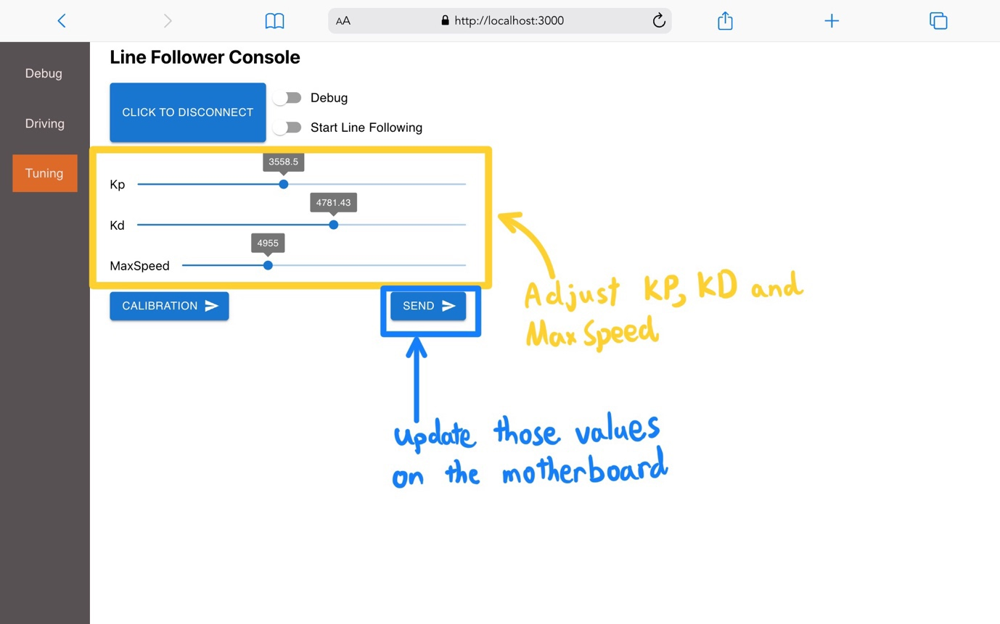 AA http://localhost:3000
Line Follower Console
Debug
Driving
Tuning
CLICK TO DISCONNECT
Debug
Start Line Following
3558.5
Kp
4781.43
Kd
4955
MaxSpeed
CALIBRATION
SEND
Adjust KP, KD and
Max Speed
update those values
on the motherboard